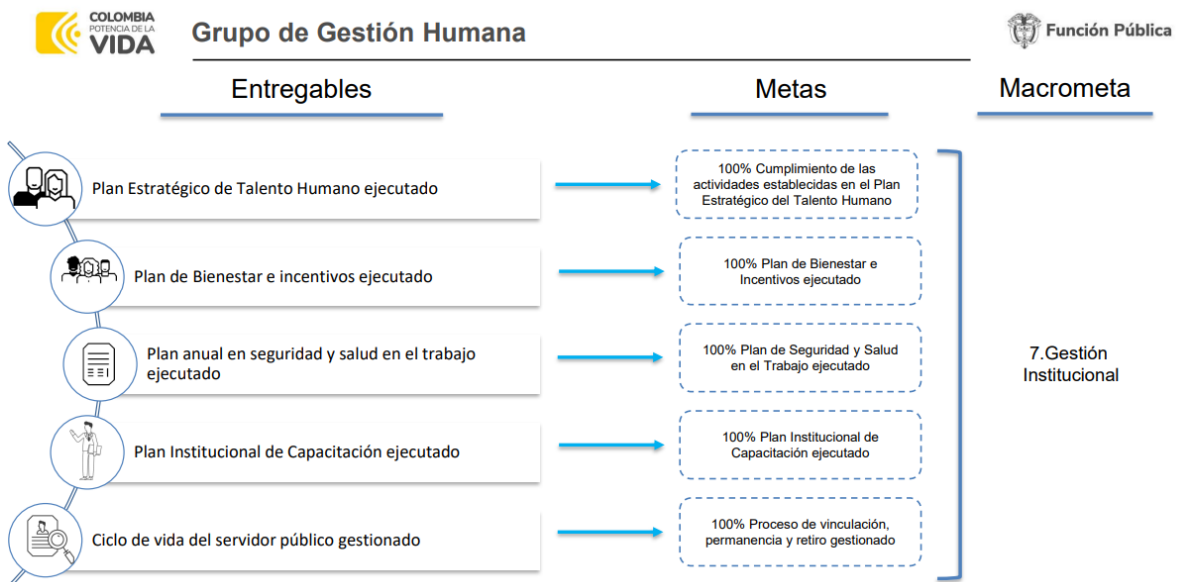 COLOMBIA
POTENCIA DE LA
VIDA
Grupo de Gestión Humana
Función Pública
Entregables
Metas
Macrometa
Plan Estratégico de Talento Humano ejecutado
100% Cumplimiento de las
actividades establecidas en el Plan
Estratégico del Talento Humano
Plan de Bienestar e incentivos ejecutado
100% Plan de Bienestar e
Incentivos ejecutado
Plan anual en seguridad y salud en el trabajo
ejecutado
100% Plan de Seguridad y Salud
en el Trabajo ejecutado
7.Gestión
Institucional
Plan Institucional de Capacitación ejecutado
100% Plan Institucional de
Capacitación ejecutado
Ciclo de vida del servidor público gestionado
100% Proceso de vinculación,
permanencia y retiro gestionado